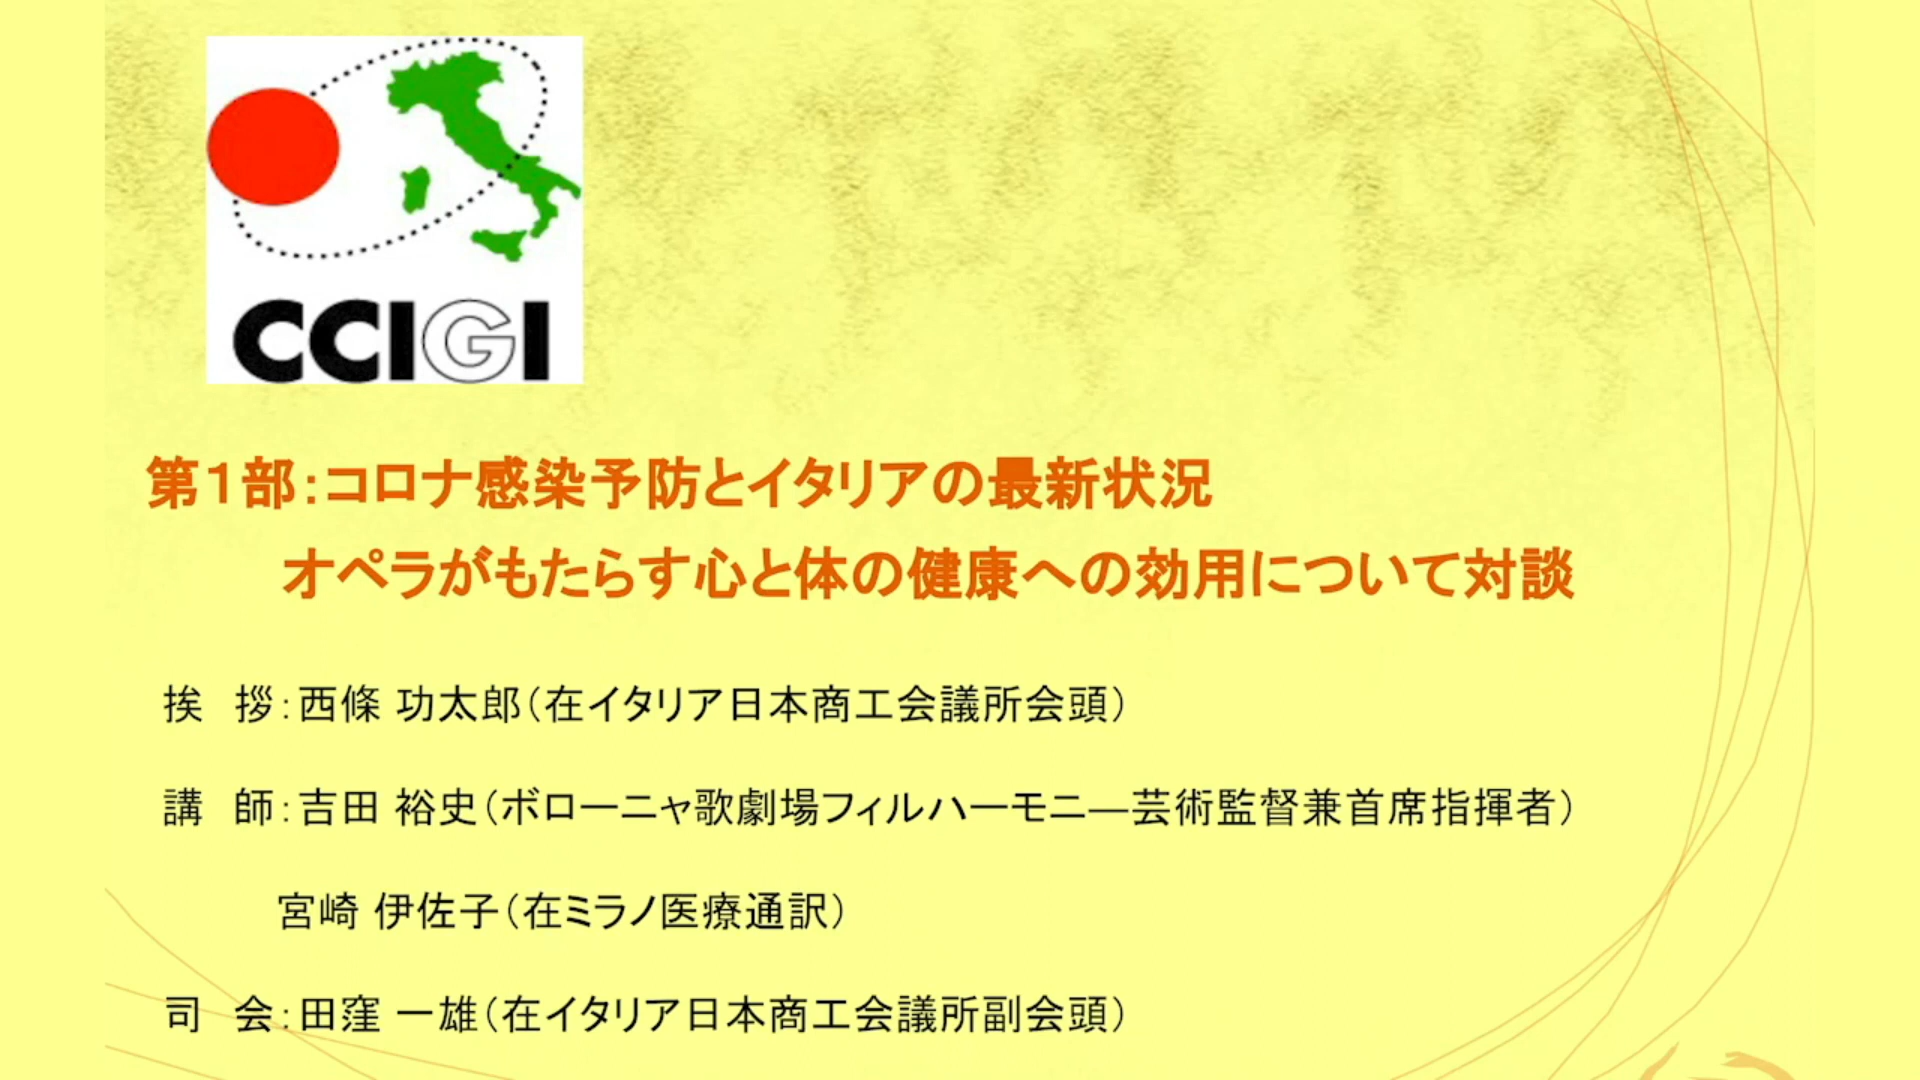 CCIGI
第１部：コロナ感染予防とイタリアの最新状況
オペラがもたらす心と体の健康への効用について対談
挨　拶：西條 功太郎（在イタリア日本商工会議所会頭）
講　師：吉田 裕史（ボローニャ歌劇場フィルハーモニ―芸術監督兼首席指揮者）
宮崎 伊佐子（在ミラノ医療通訳）
司　会：田窪 一雄（在イタリア日本商工会議所副会頭）